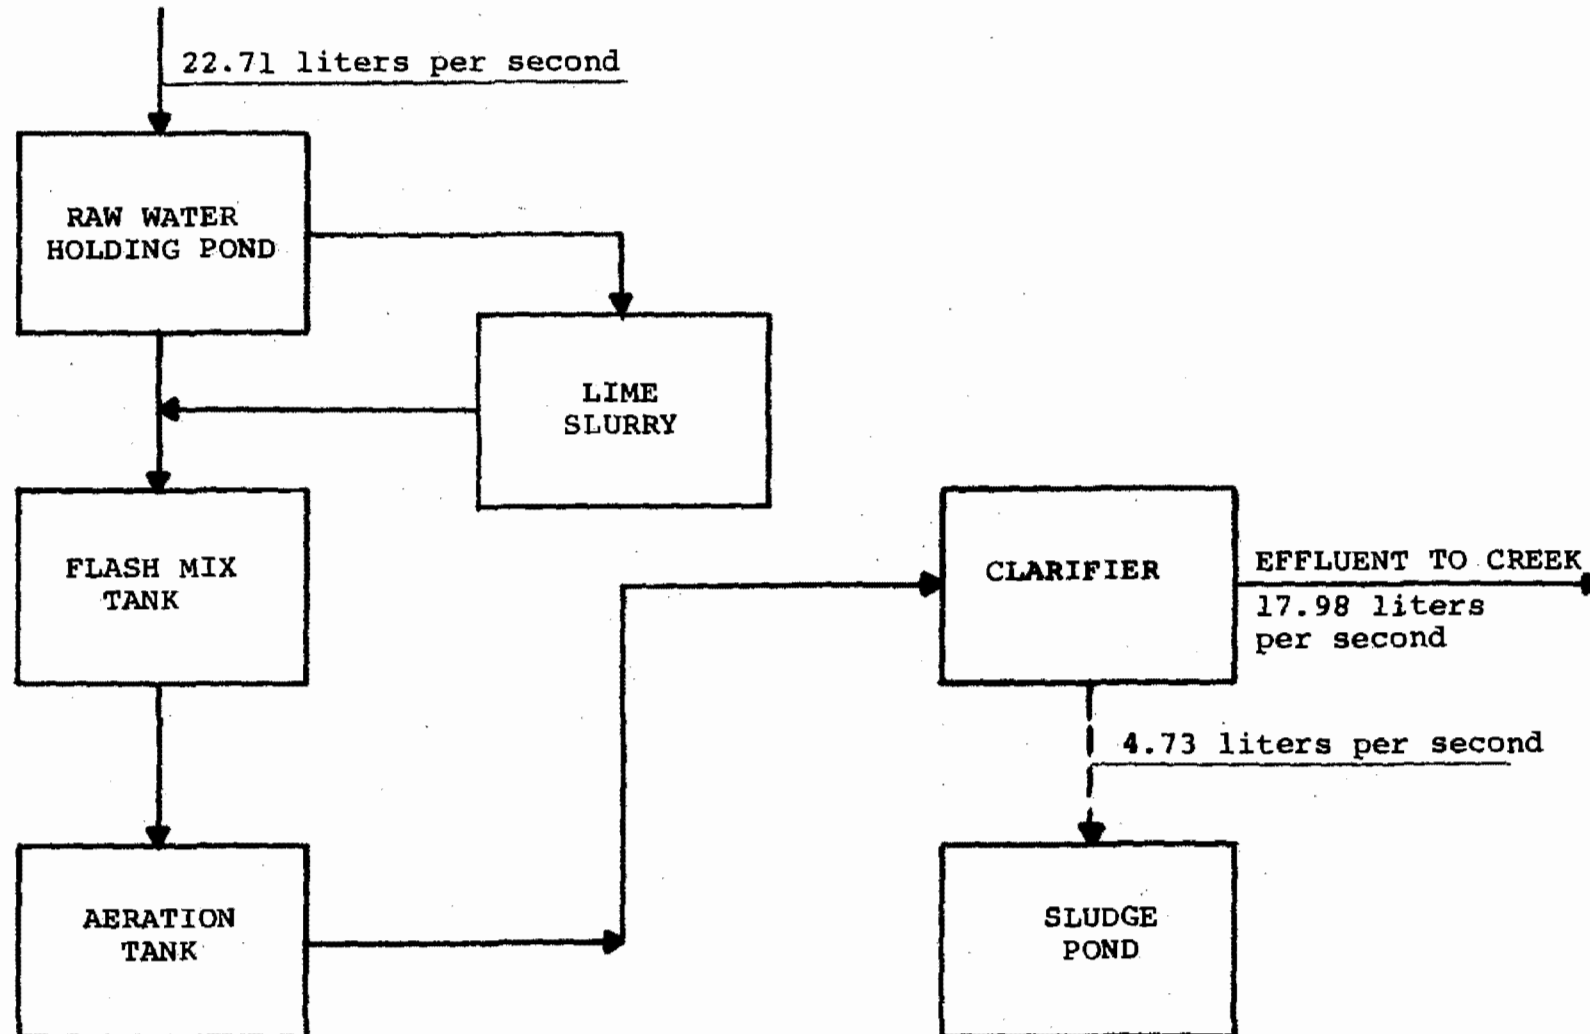 22.71 liters per second
RAW WATER
HOLDING POND
LIME
SLURRY
FLASH MIX
TANK
CLARIFIER
EFFLUENT TO CREEK
17.98 liters
per second
4.73 liters per second
AERATION
TANK
SLUDGE
POND